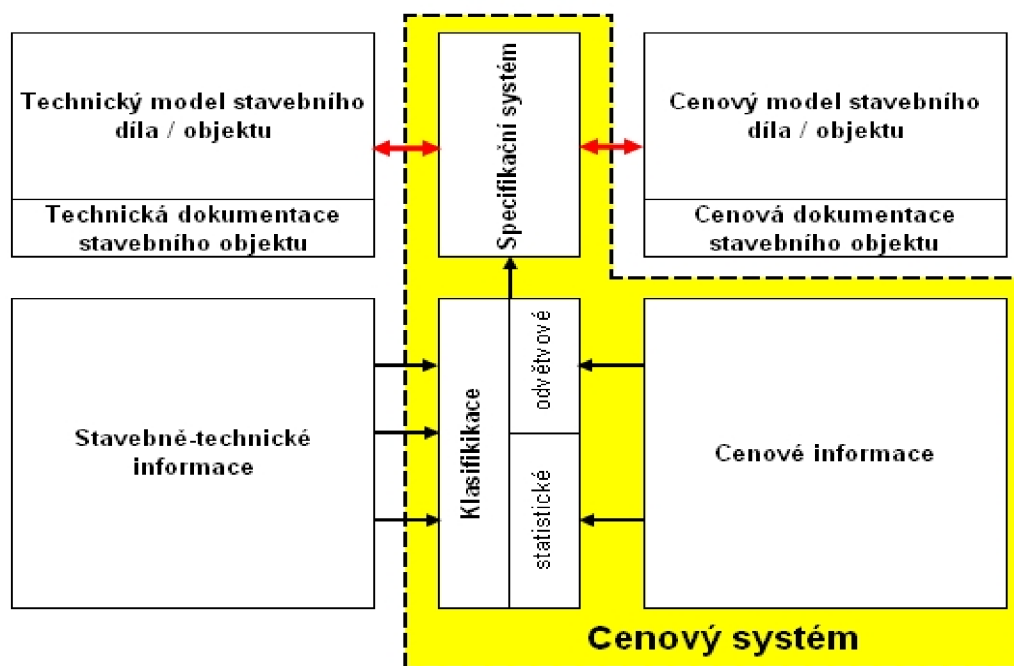 Technický model stavebního
díla / objektu
Technická dokumentace
stavebního objektu
Specifikační systém
Cenový model stavebního
díla / objektu
Cenová dokumentace
stavebního objektu
Stavebně-technické
informace
Klasifikikace
odvětvové
statistické
Cenové informace
Cenový systém